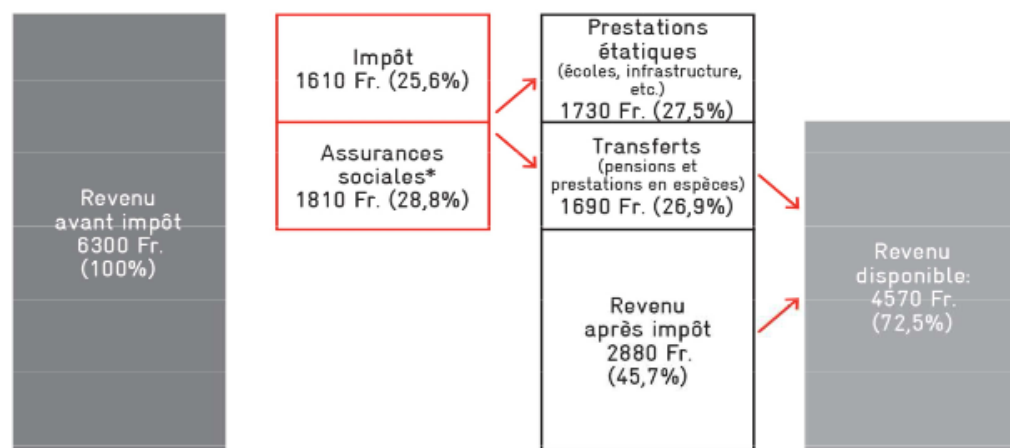 Revenu
avant impôt
6300 Fr.
(100%)
Impôt
1610 Fr. (25,6%)
Assurances
sociales*
1810 Fr. (28,8%)
Prestations
étatiques
(écoles, infrastructure,
etc.)
1730 Fr. (27,5%)
Transferts
(pensions et
prestations en espèces)
1690 Fr. (26,9%)
Revenu
après impôt
2880 Fr.
(45,7%)
Revenu
disponible:
4570 Fr.
(72,5%)